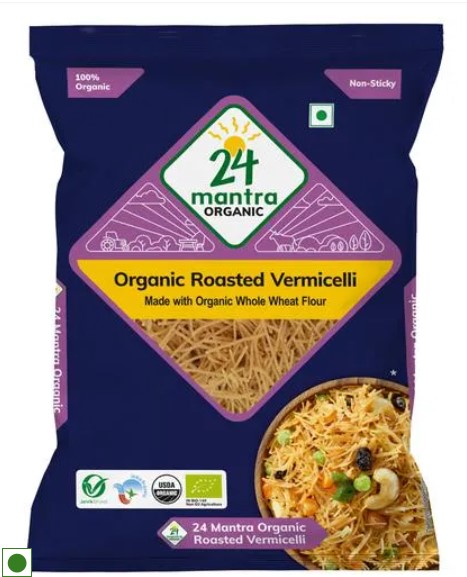 100%
Organic
Non-Sticky
24
mantra
ORGANIC
Organic Roasted Vermicelli
Made with Organic Whole Wheat Flour
24 Mantra Organic
USDA
ORGANIC
24 Mantra Organic
Roasted Vermicelli